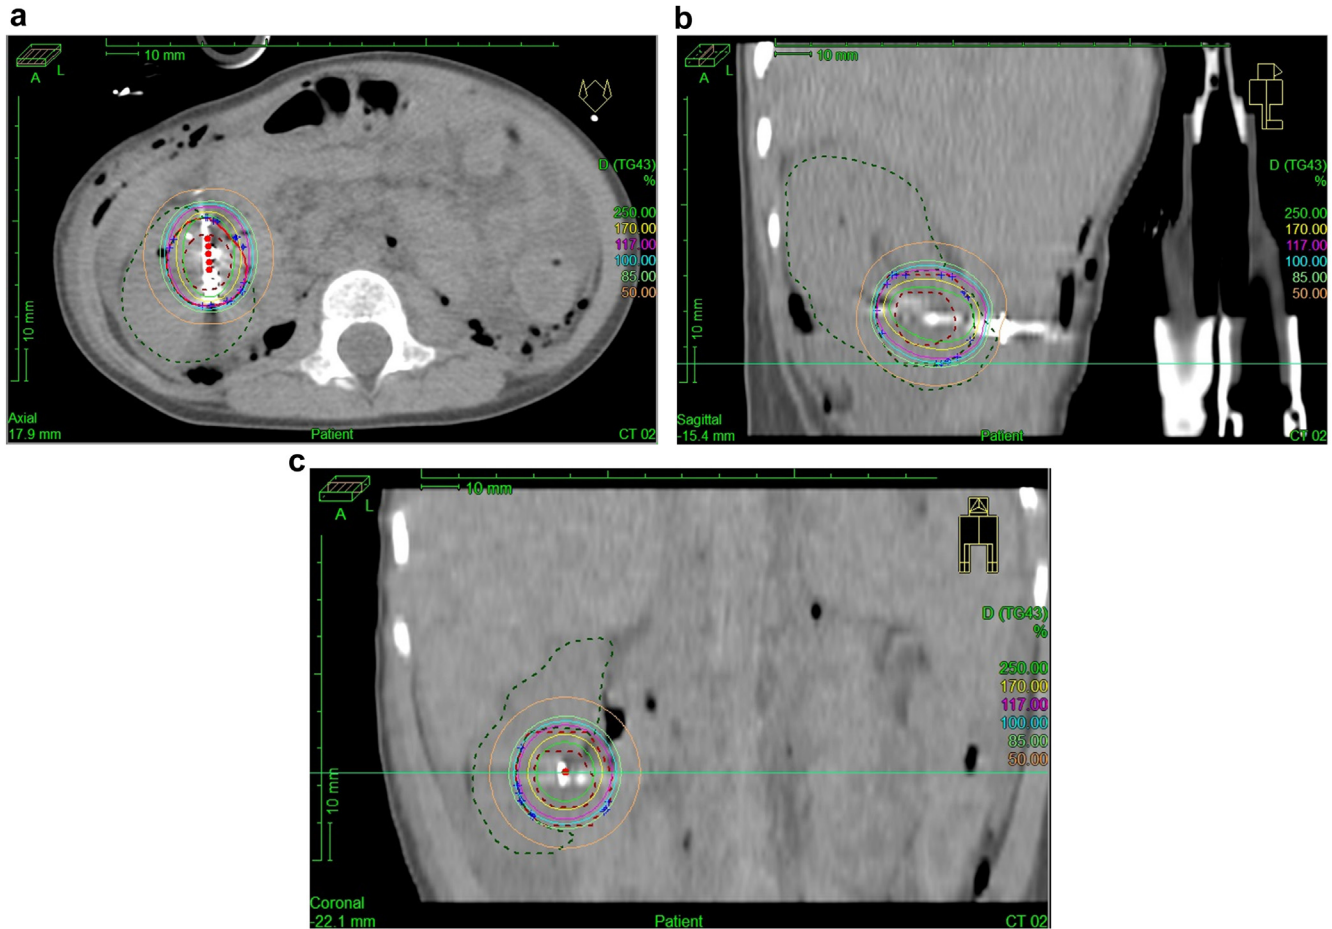 a
A L
10 mm
D (TG43)
%
250.00
170.00
117.00
100.00
85.00
50.00
10 mm
Axial
17.9 mm
Patient
CT 02
b
A L
10 mm
D (TG43)
%
250.00
170.00
117.00
100.00
85.00
50.00
10 mm
Sagittal
-15.4 mm
Patient
CT 02
c
A L
10 mm
D (TG43)
%
250.00
170.00
117.00
100.00
85.00
50.00
10 mm
Coronal
-22.1 mm
Patient
CT 02